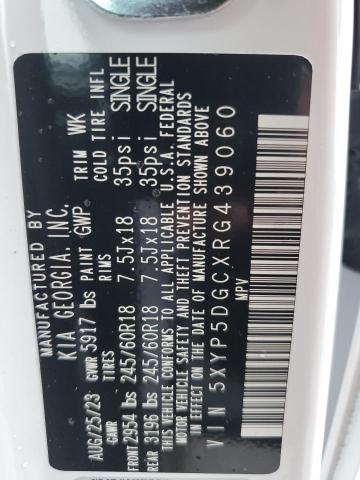 MANUFACTURED BY
KIA GEORGIA, INC.
AUG/25/23 GVWR 5917 lbs PAINT GWP TRIM WK
GAWR TIRES RIMS COLD TIRE INFL
FRONT 2954 lbs 245/60R18 7.5Jx18 35psi SINGLE
REAR 3196 lbs 245/60R18 7.5Jx18 35psi SINGLE
THIS VEHICLE CONFORMS TO ALL APPLICABLE U.S.A. FEDERAL
MOTOR VEHICLE SAFETY AND THEFT PREVENTION STANDARDS
IN EFFECT ON THE DATE OF MANUFACTURE SHOWN ABOVE
VIN 5XYP5DGCXRG439060
MPV